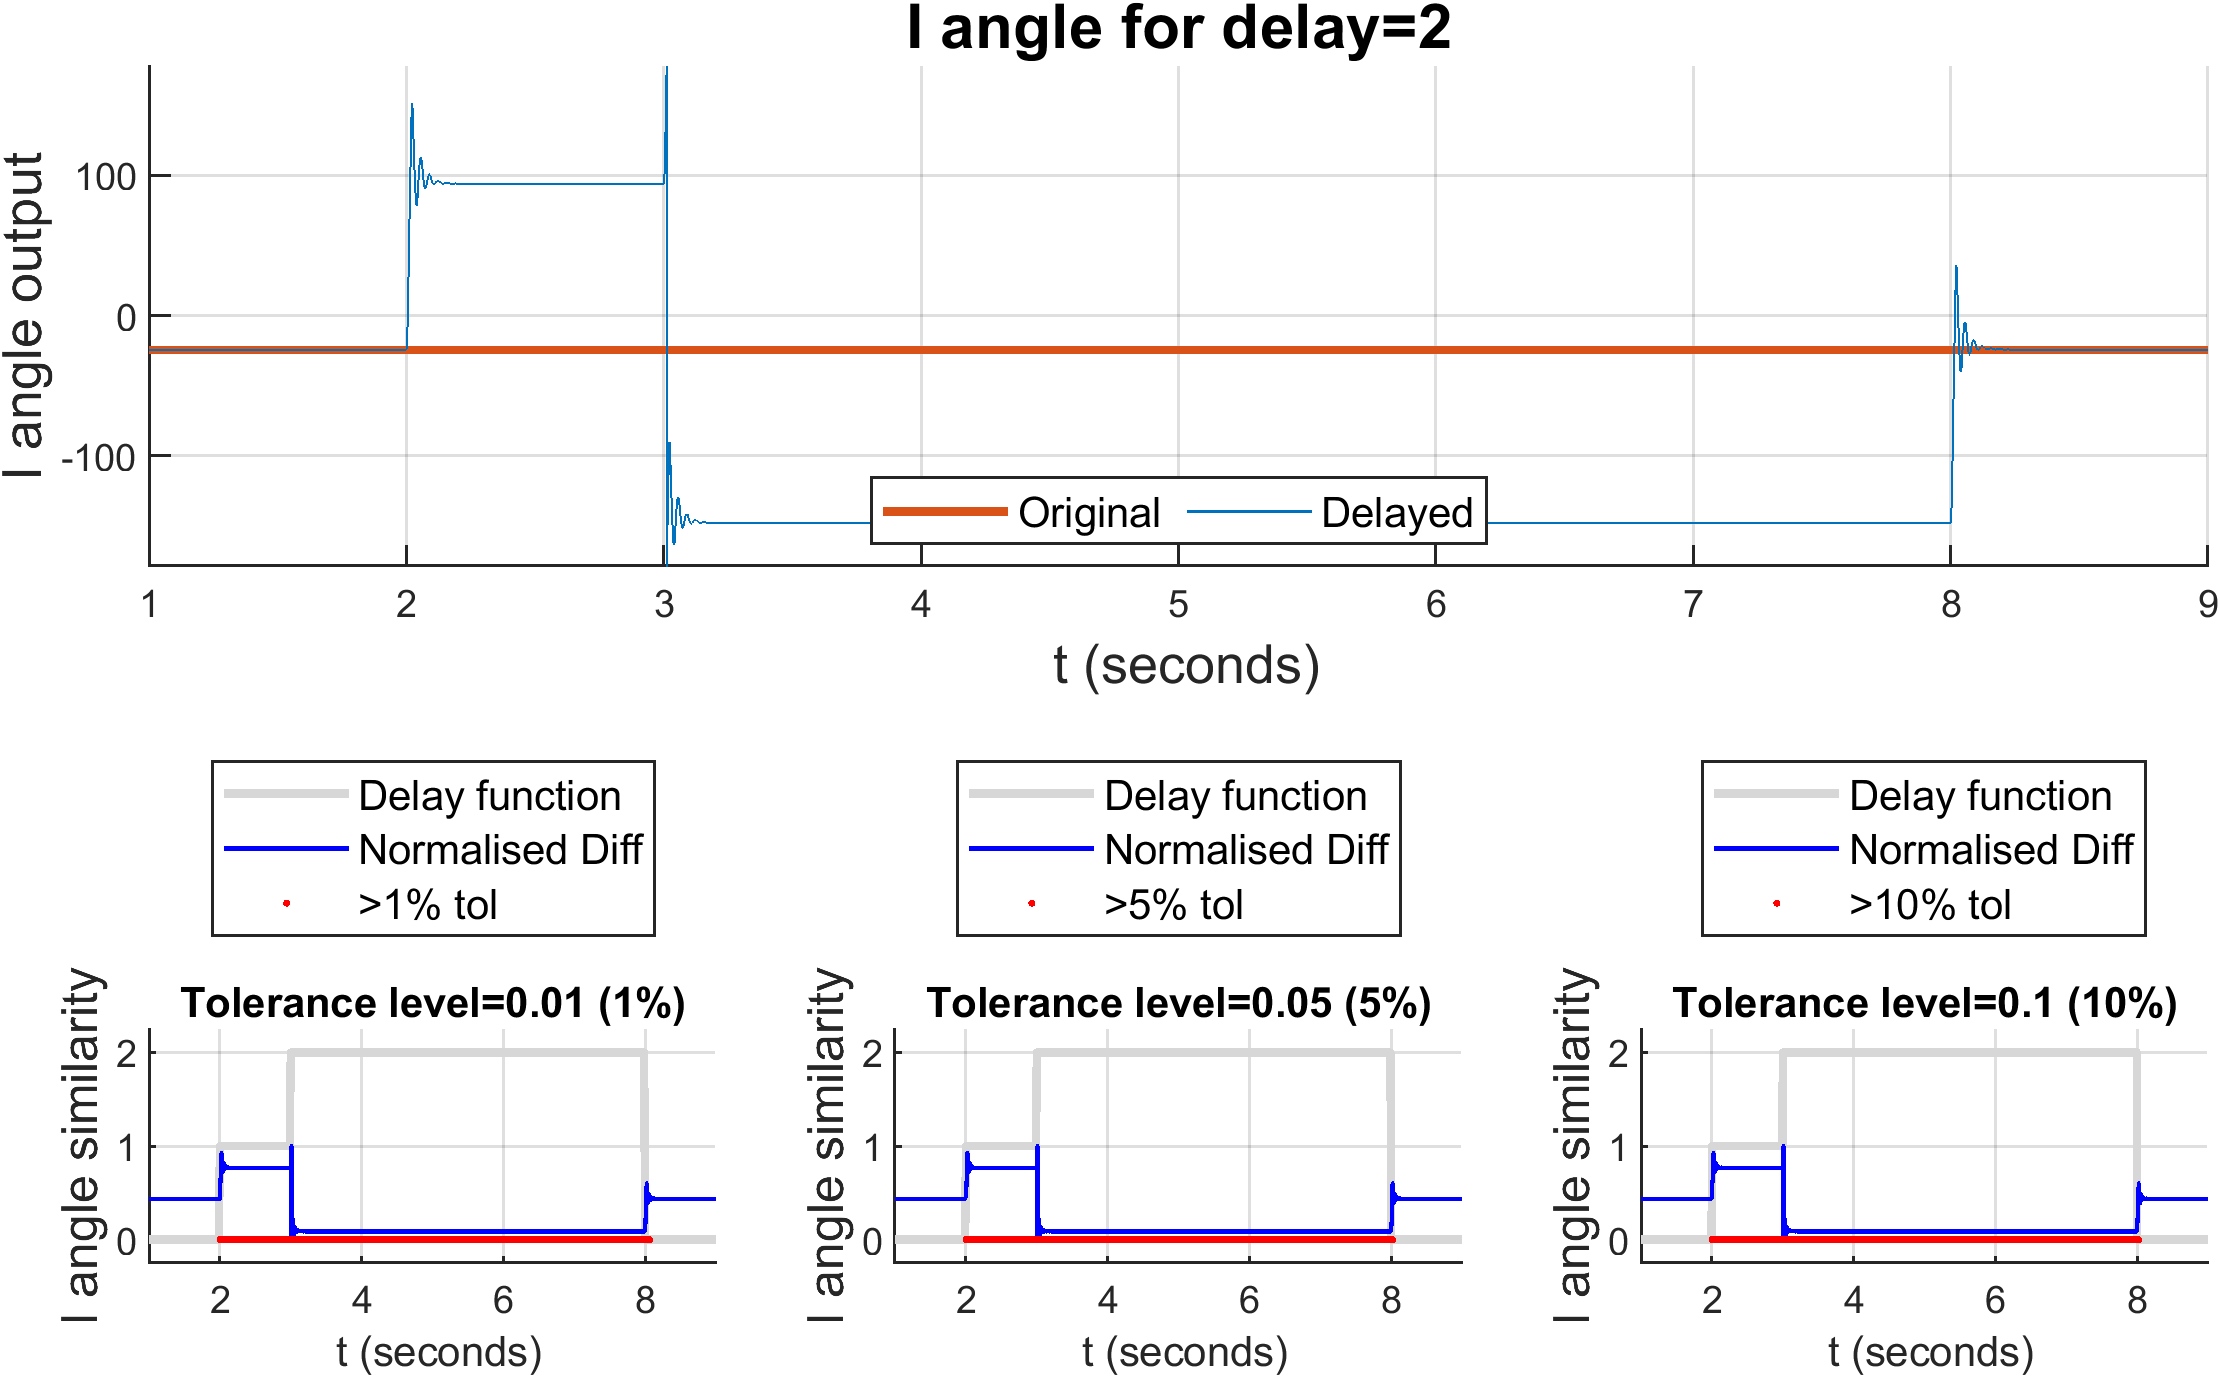 I angle for delay=2
I angle output
100
0
-100
Original Delayed
1 2 3 4 5 6 7 8 9
t (seconds)
Delay function
Normalised Diff
>1% tol
Delay function
Normalised Diff
>5% tol
Delay function
Normalised Diff
>10% tol
Tolerance level=0.01 (1%)
I angle similarity
2
1
0
2 4 6 8
t (seconds)
Tolerance level=0.05 (5%)
I angle similarity
2
1
0
2 4 6 8
t (seconds)
Tolerance level=0.1 (10%)
I angle similarity
2
1
0
2 4 6 8
t (seconds)